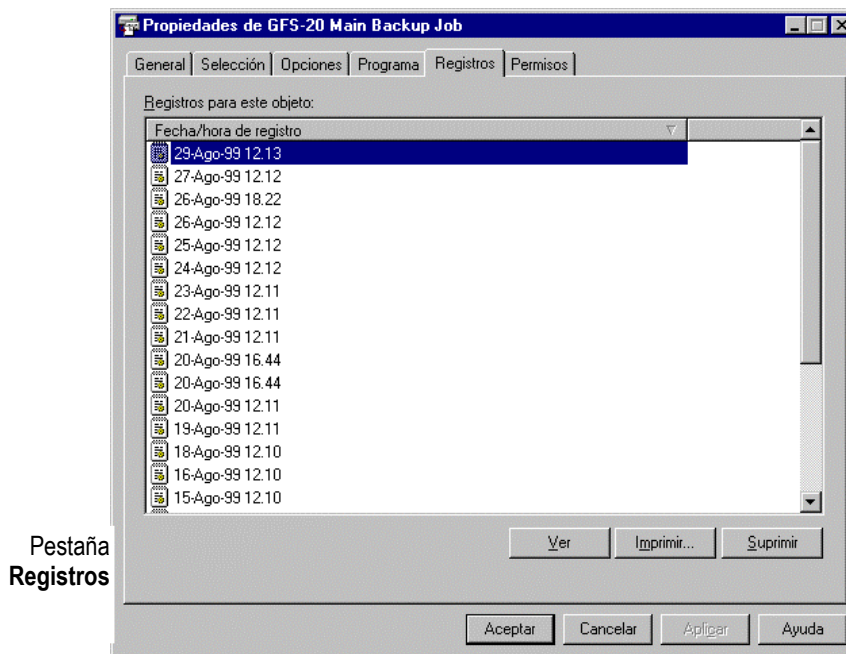 Propiedades de GFS-20 Main Backup Job
General Selección Opciones Programa Registros Permisos
Registros para este objeto:
Fecha/hora de registro
29-Ago-99 12.13
27-Ago-99 12.12
26-Ago-99 18.22
26-Ago-99 12.12
25-Ago-99 12.12
24-Ago-99 12.12
23-Ago-99 12.11
22-Ago-99 12.11
21-Ago-99 12.11
20-Ago-99 16.44
20-Ago-99 16.44
20-Ago-99 12.11
19-Ago-99 12.11
18-Ago-99 12.10
16-Ago-99 12.10
15-Ago-99 12.10
Ver Imprimir... Suprimir
Pestaña
Registros
Aceptar Cancelar Aplicar Ayuda